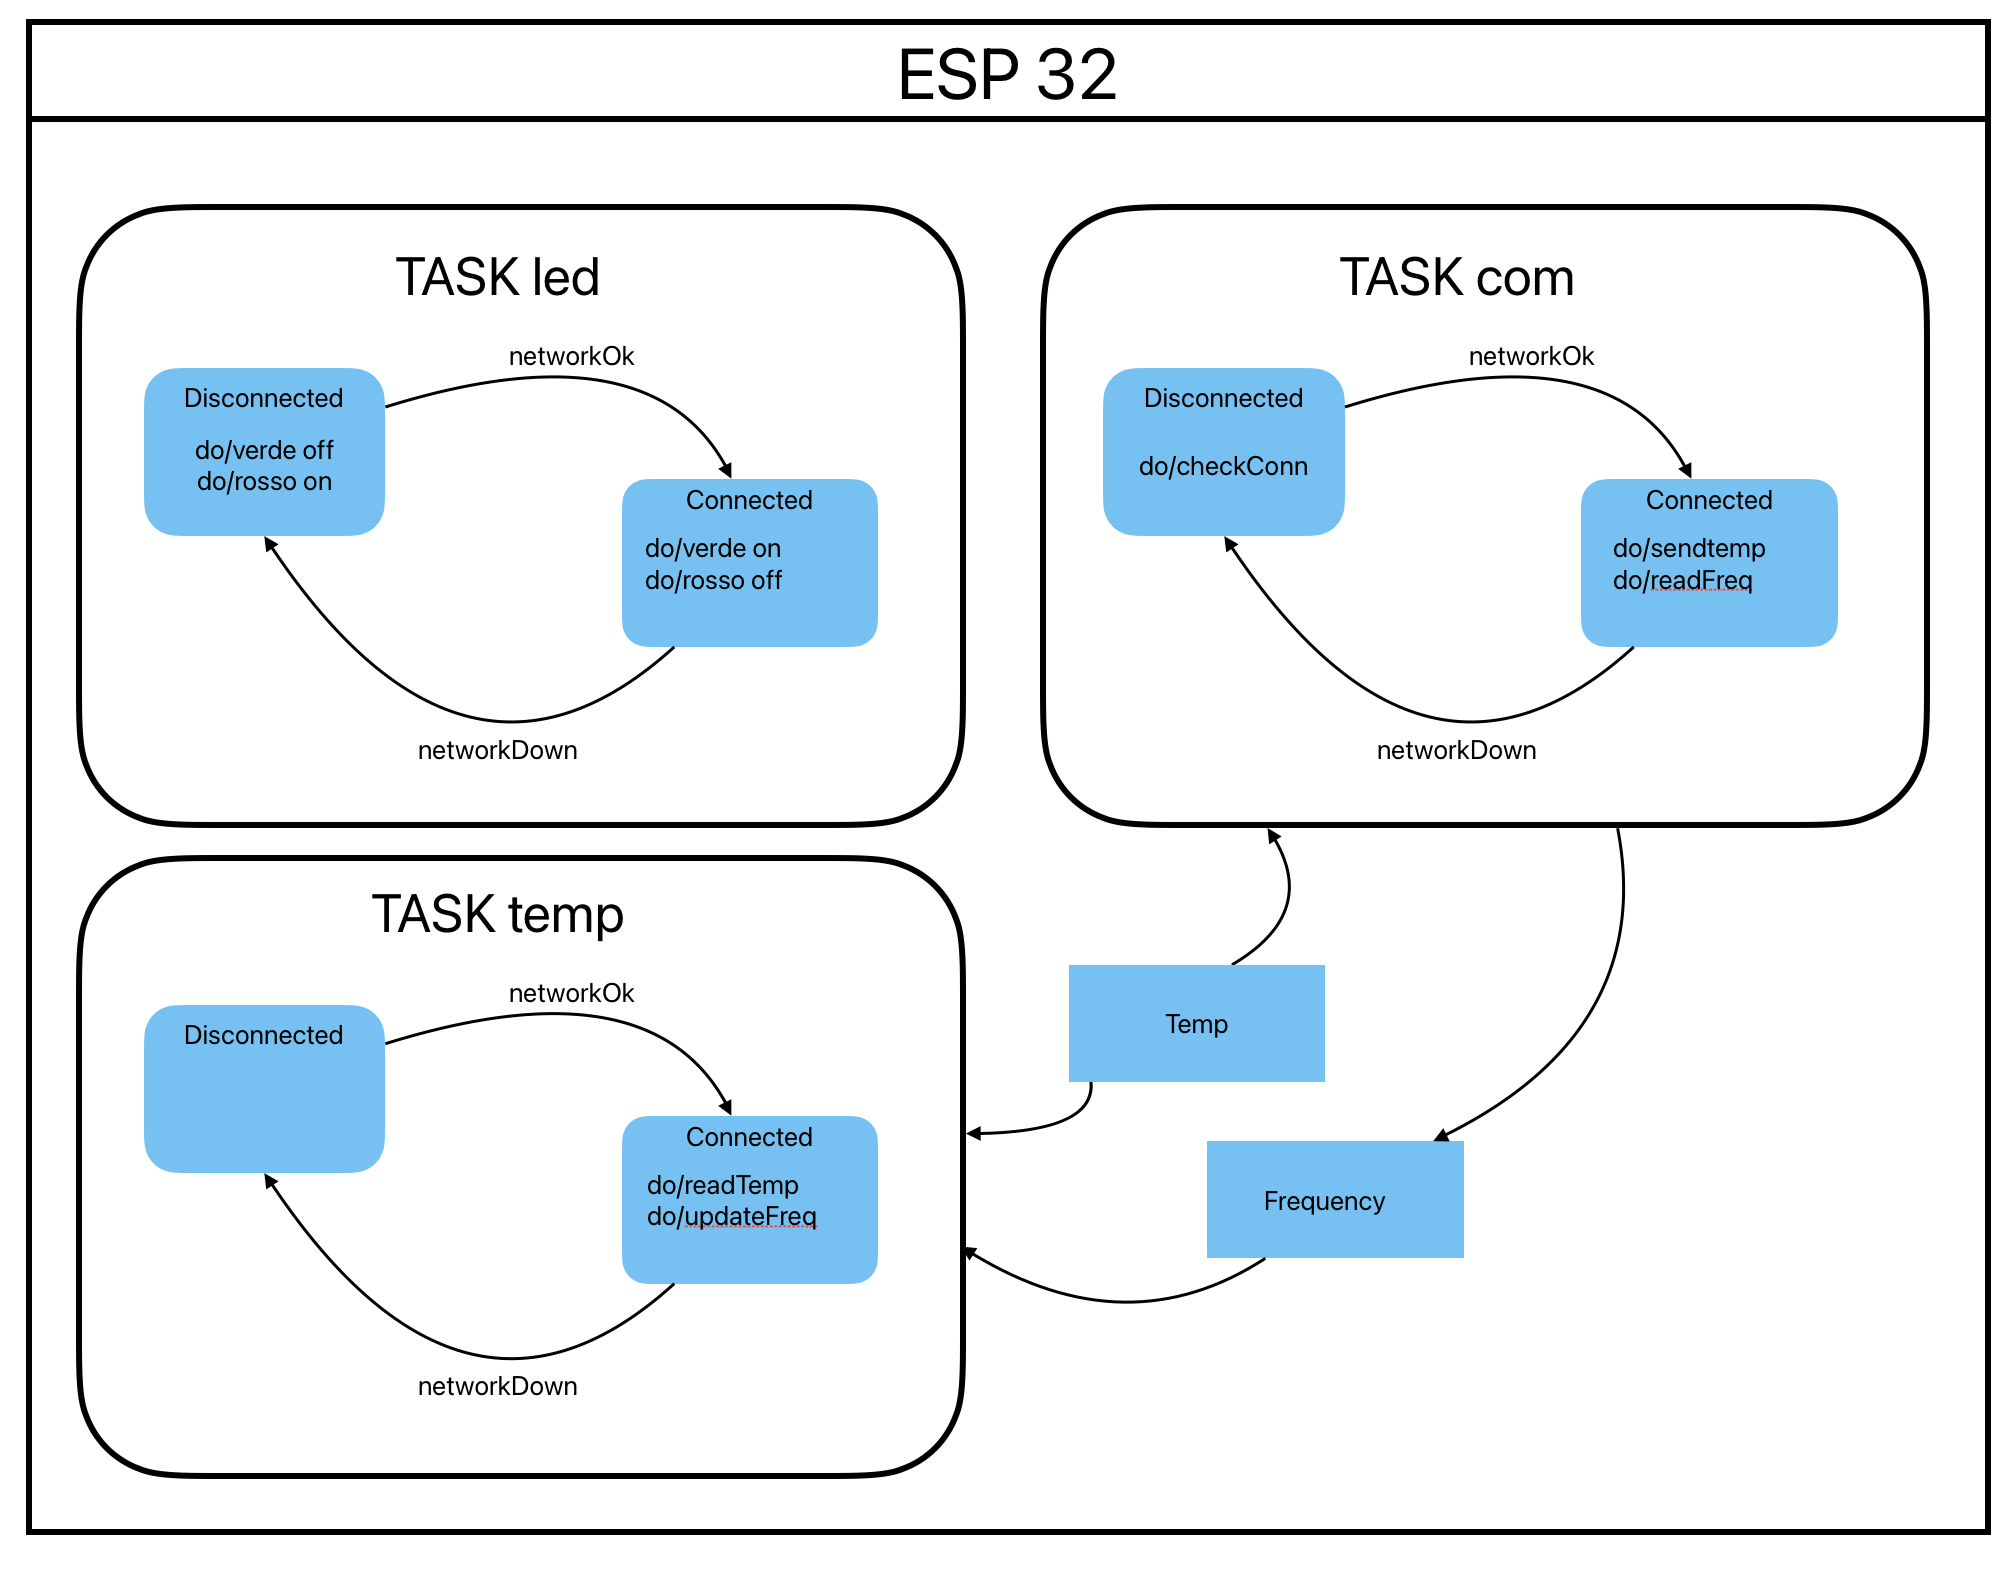 ESP 32
TASK led
networkOk
Disconnected
do/verde off
do/rosso on
Connected
do/verde on
do/rosso off
networkDown
TASK com
networkOk
Disconnected
do/checkConn
Connected
do/sendtemp
do/readFreq
networkDown
TASK temp
networkOk
Disconnected
Connected
do/readTemp
do/updateFreq
networkDown
Temp
Frequency